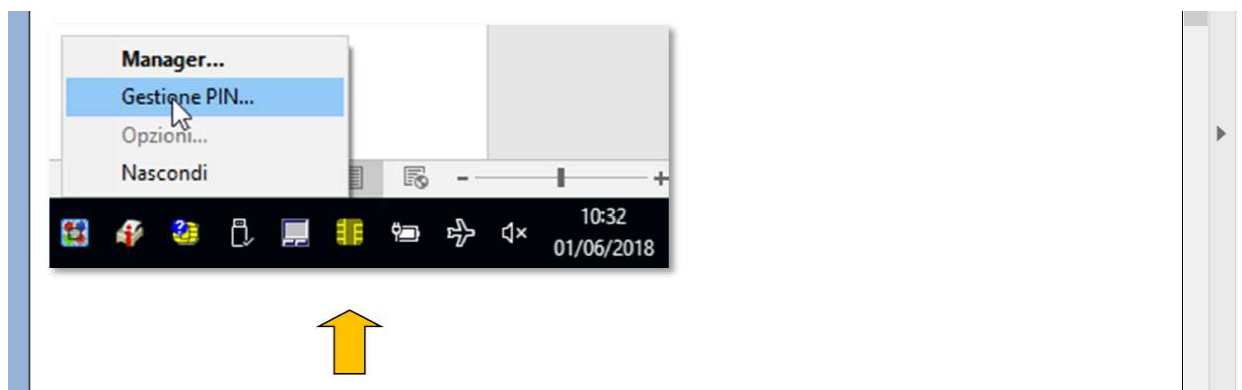 Manager...
Gestione PIN...
Opzioni...
Nascondi
10:32
01/06/2018